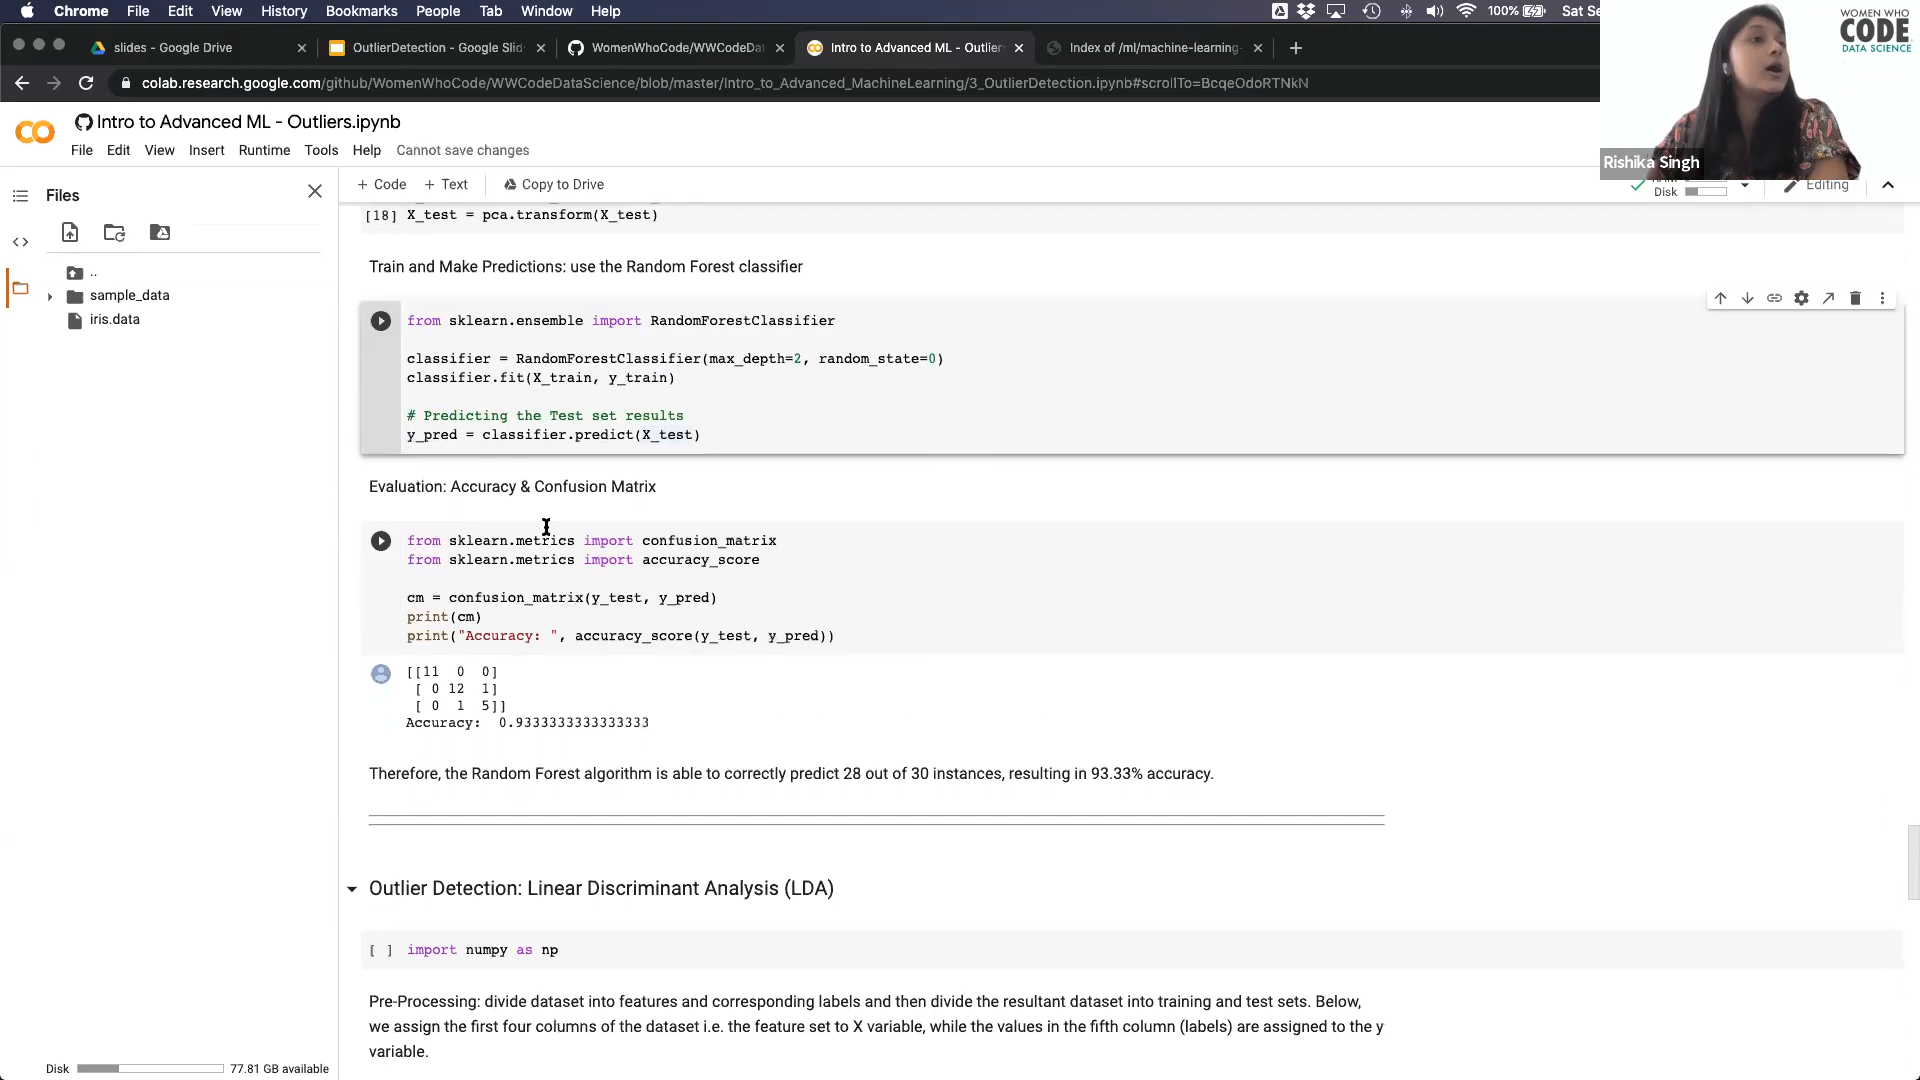 Chrome File Edit View History Bookmarks People Tab Window Help 100% Sat Se
WOMEN WHO
CODE
DATA SCIENCE
slides - Google Drive OutlierDetection - Google Slid WomenWhoCode/WWCodeDat Intro to Advanced ML - Outlier Index of /ml/machine-learning-
colab.research.google.com/github/WomenWhoCode/WWCodeDataScience/blob/master/Intro_to_Advanced_MachineLearning/3_OutlierDetection.ipynb#scrollTo=BcqeOdoRTNkN
CO Intro to Advanced ML - Outliers.ipynb
File Edit View Insert Runtime Tools Help Cannot save changes
Rishika Singh
Files
+ Code + Text Copy to Drive
Disk Editing
..
sample_data
iris.data
[18] X_test = pca.transform(X_test)
Train and Make Predictions: use the Random Forest classifier
from sklearn.ensemble import RandomForestClassifier
classifier = RandomForestClassifier(max_depth=2, random_state=0)
classifier.fit(X_train, y_train)
# Predicting the Test set results
y_pred = classifier.predict(X_test)
Evaluation: Accuracy & Confusion Matrix
from sklearn.metrics import confusion_matrix
from sklearn.metrics import accuracy_score
cm = confusion_matrix(y_test, y_pred)
print(cm)
print("Accuracy: ", accuracy_score(y_test, y_pred))
[[11 0 0]
[ 0 12 1]
[ 0 1 5]]
Accuracy: 0.9333333333333333
Therefore, the Random Forest algorithm is able to correctly predict 28 out of 30 instances, resulting in 93.33% accuracy.
Outlier Detection: Linear Discriminant Analysis (LDA)
[ ] import numpy as np
Pre-Processing: divide dataset into features and corresponding labels and then divide the resultant dataset into training and test sets. Below,
we assign the first four columns of the dataset i.e. the feature set to X variable, while the values in the fifth column (labels) are assigned to the y
variable.
Disk 77.81 GB available